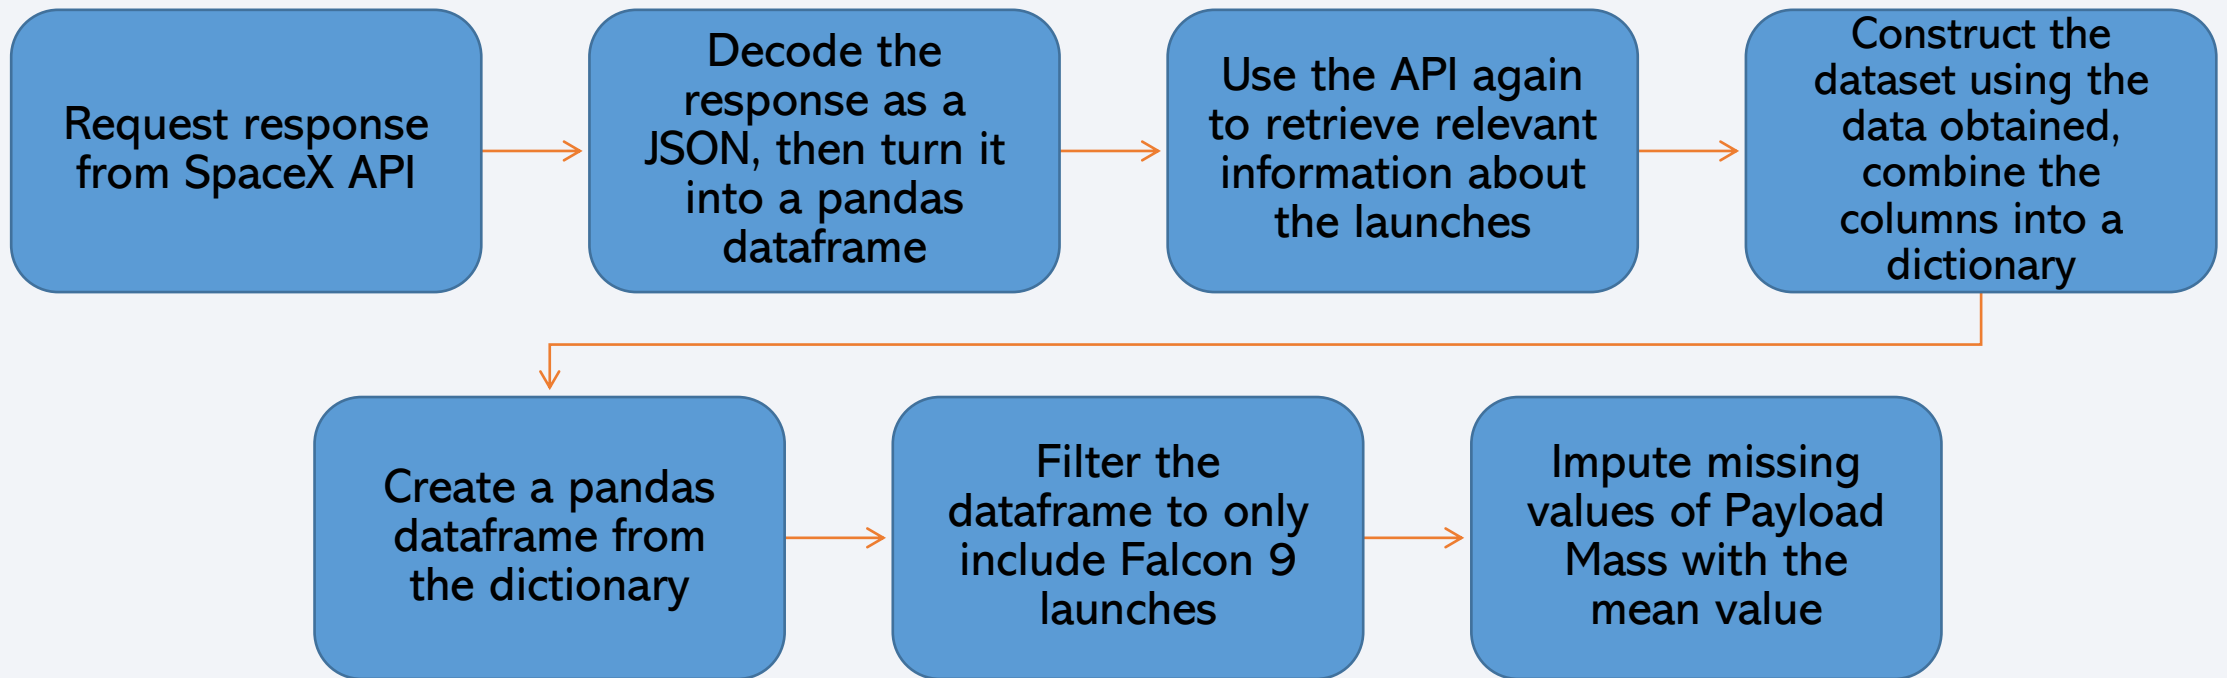 Request response
from SpaceX API
Decode the
response as a
JSON, then turn it
into a pandas
dataframe
Use the API again
to retrieve relevant
information about
the launches
Construct the
dataset using the
data obtained,
combine the
columns into a
dictionary
Create a pandas
dataframe from
the dictionary
Filter the
dataframe to only
include Falcon 9
launches
Impute missing
values of Payload
Mass with the
mean value